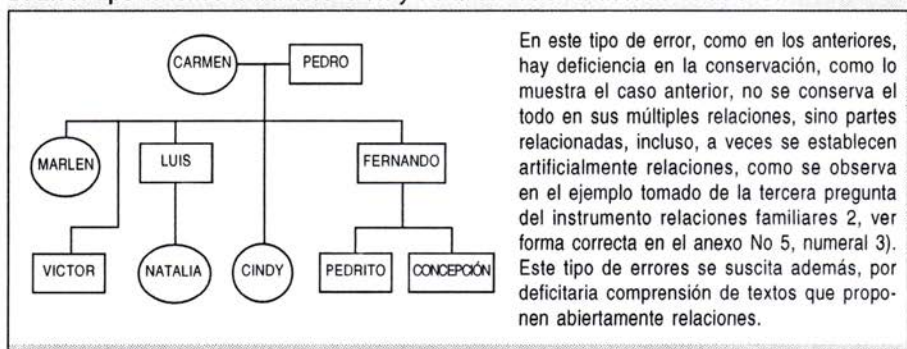 CARMEN
PEDRO
MARLEN
LUIS
FERNANDO
VICTOR
NATALIA
CINDY
PEDRITO
CONCEPCIÓN
En este tipo de error, como en los anteriores,
hay deficiencia en la conservación, como lo
muestra el caso anterior, no se conserva el
todo en sus múltiples relaciones, sino partes
relacionadas, incluso, a veces se establecen
artificialmente relaciones, como se observa
en el ejemplo tomado de la tercera pregunta
del instrumento relaciones familiares 2, ver
forma correcta en el anexo No 5, numeral 3).
Este tipo de errores se suscita además, por
deficitaria comprensión de textos que propo-
nen abiertamente relaciones.